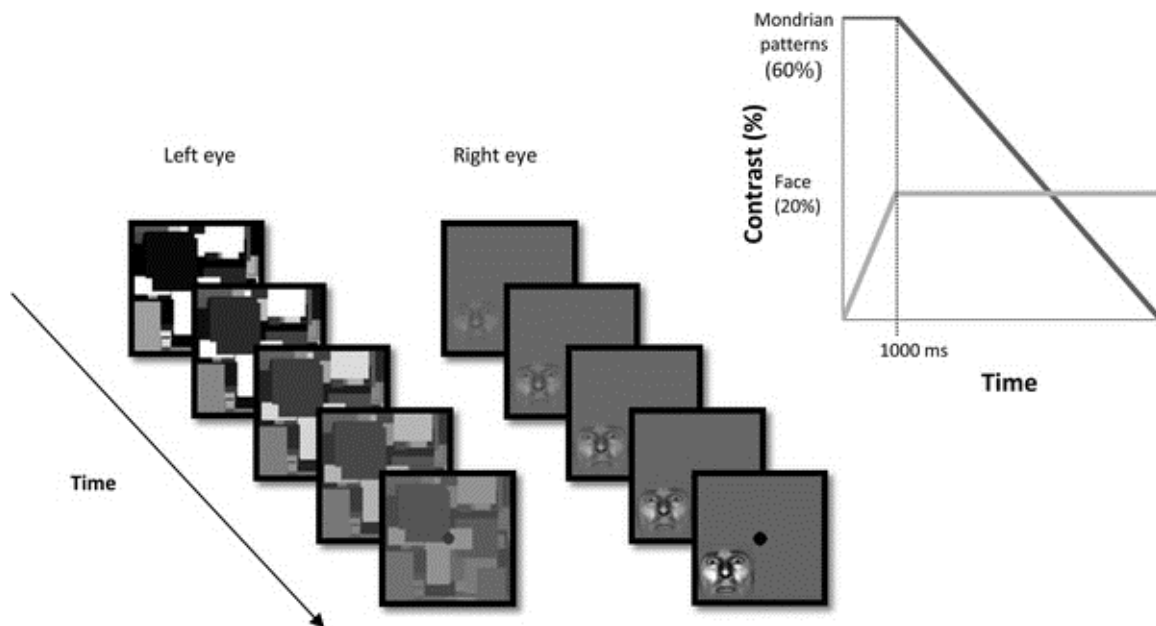 Mondrian
patterns
(60%)
Contrast (%)
Face
(20%)
1000 ms
Time
Left eye
Right eye
Time